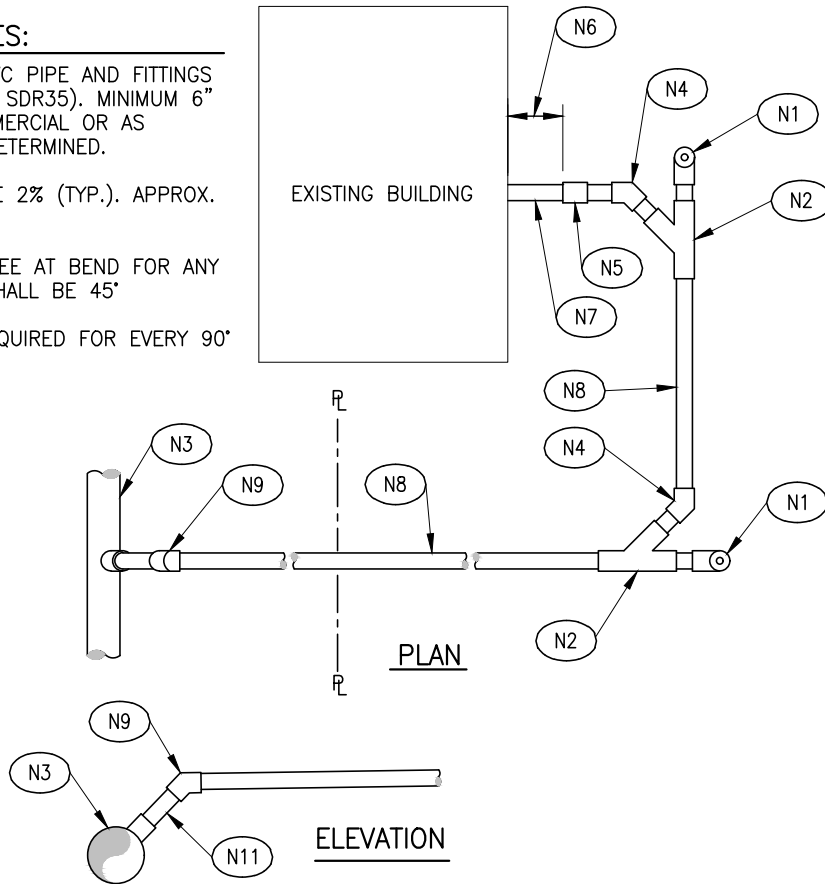 ES:
C PIPE AND FITTINGS
SDR35). MINIMUM 6"
MERCIAL OR AS
ETERMINED.
E 2% (TYP.). APPROX.
EE AT BEND FOR ANY
HALL BE 45°
QUIRED FOR EVERY 90°
N6
N4
N1
EXISTING BUILDING
N2
N5
N7
N8
PL
N4
N3
N9
N8
N1
N2
PLAN
PL
N9
N3
ELEVATION
N11